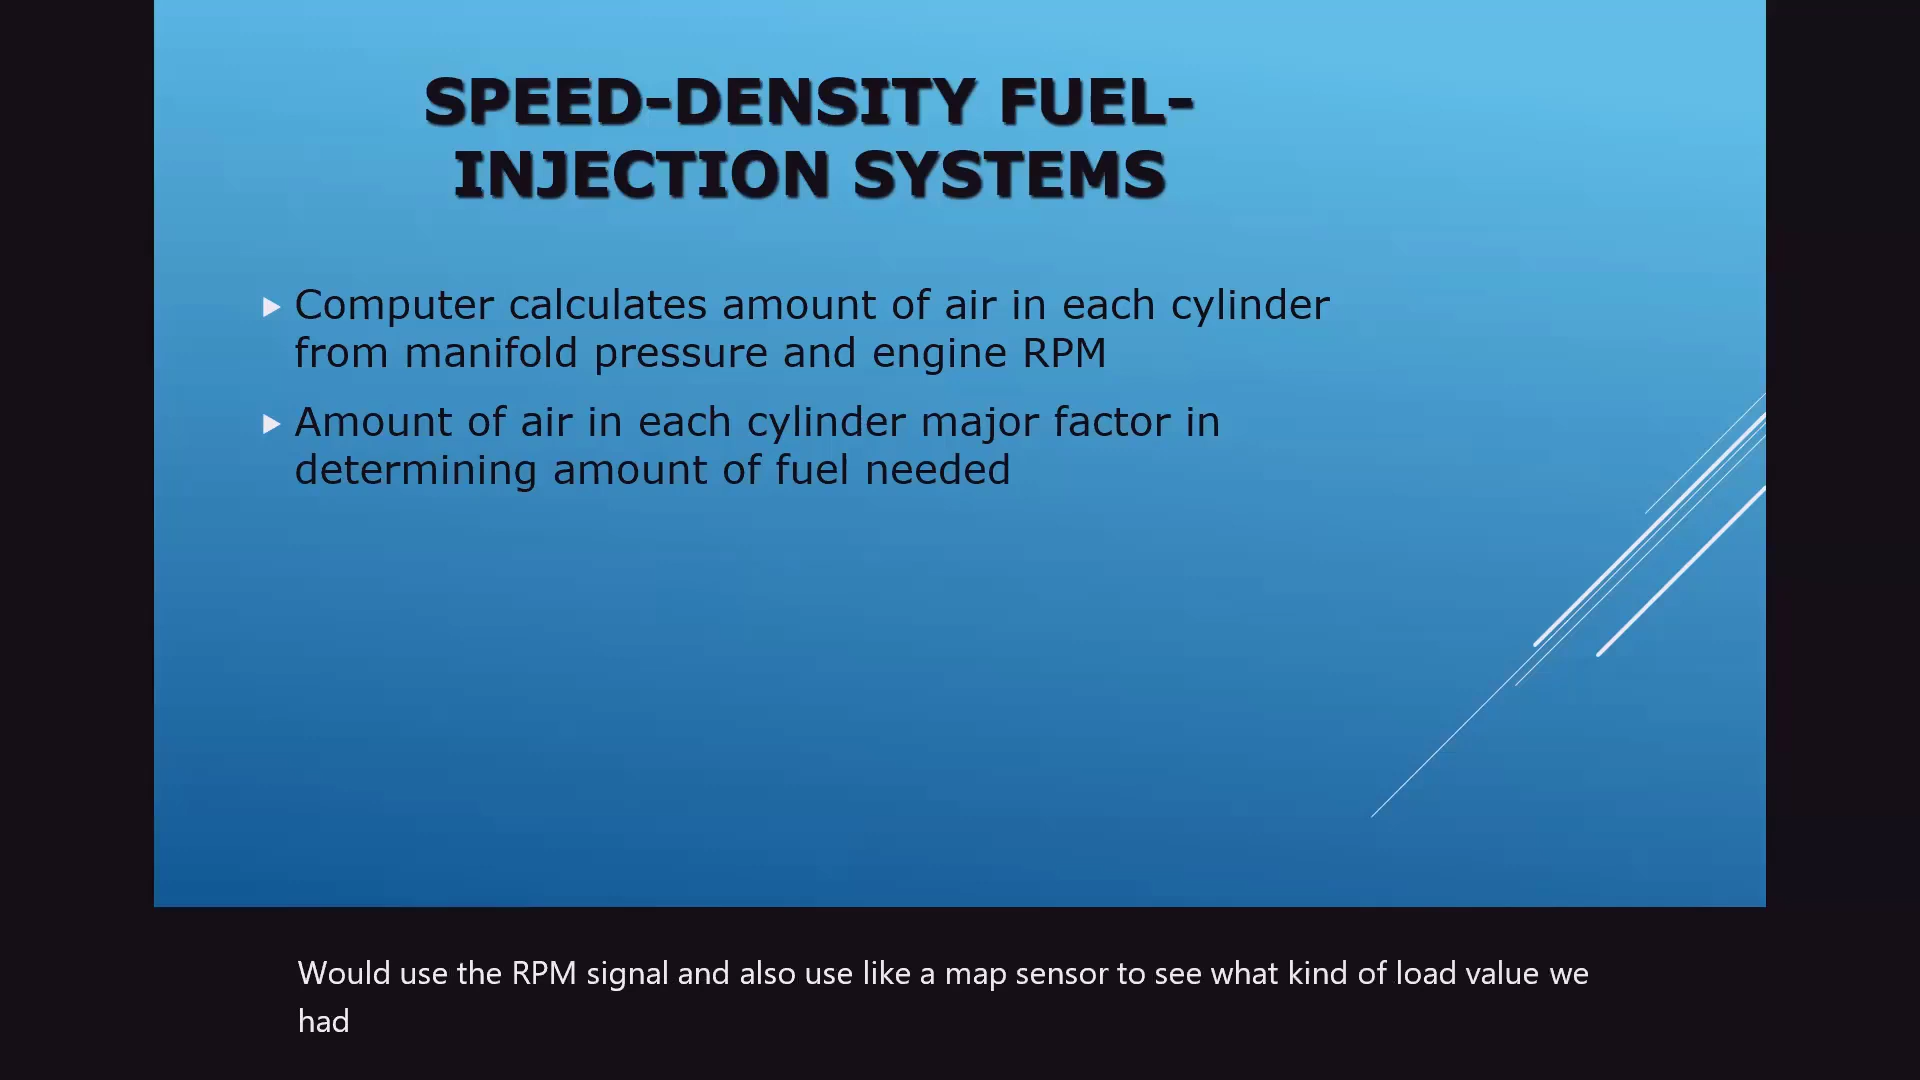 SPEED-DENSITY FUEL-
INJECTION SYSTEMS
Computer calculates amount of air in each cylinder
from manifold pressure and engine RPM
Amount of air in each cylinder major factor in
determining amount of fuel needed
Would use the RPM signal and also use like a map sensor to see what kind of load value we
had